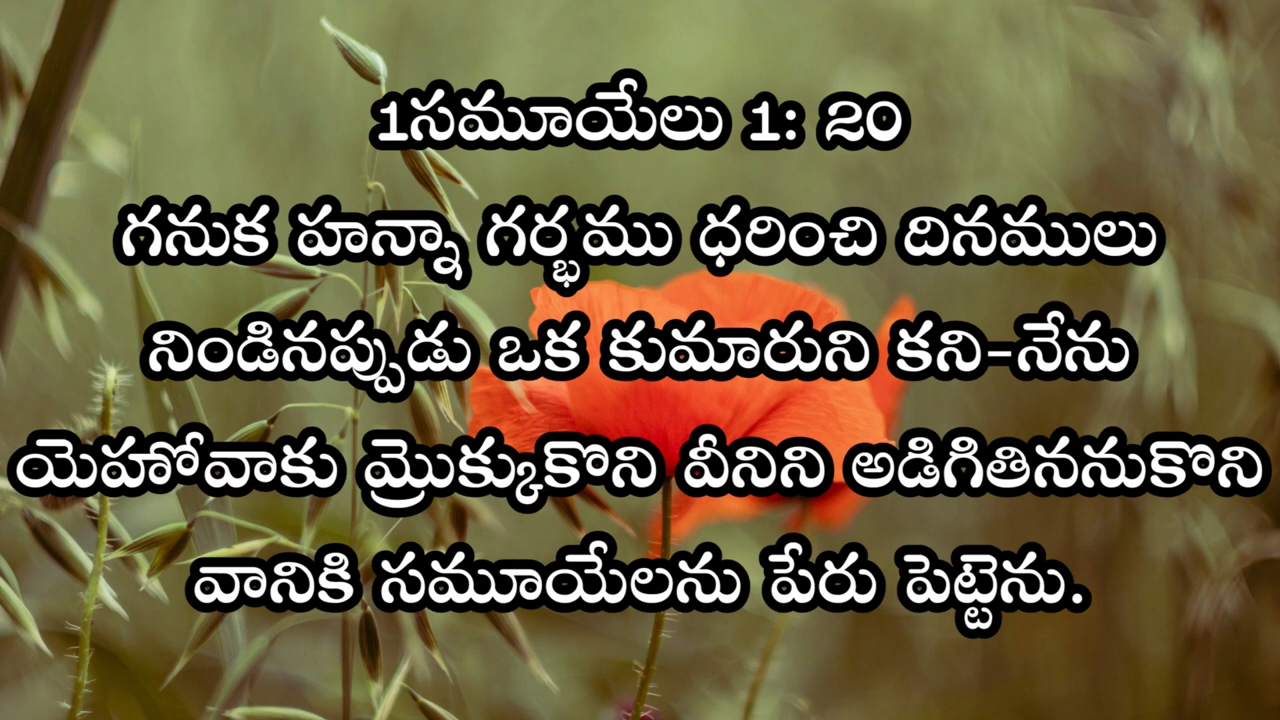 1సమూయేలు 1: 20
గనుక హన్నా గర్భము ధరించి దినములు
నిండినప్పుడు ఒక కుమారుని కని-నేను
యెహోవాకు మ్రొక్కుకొని వీనిని అడిగితిననుకొని
వానికి సమూయేలను పేరు పెట్టెను.